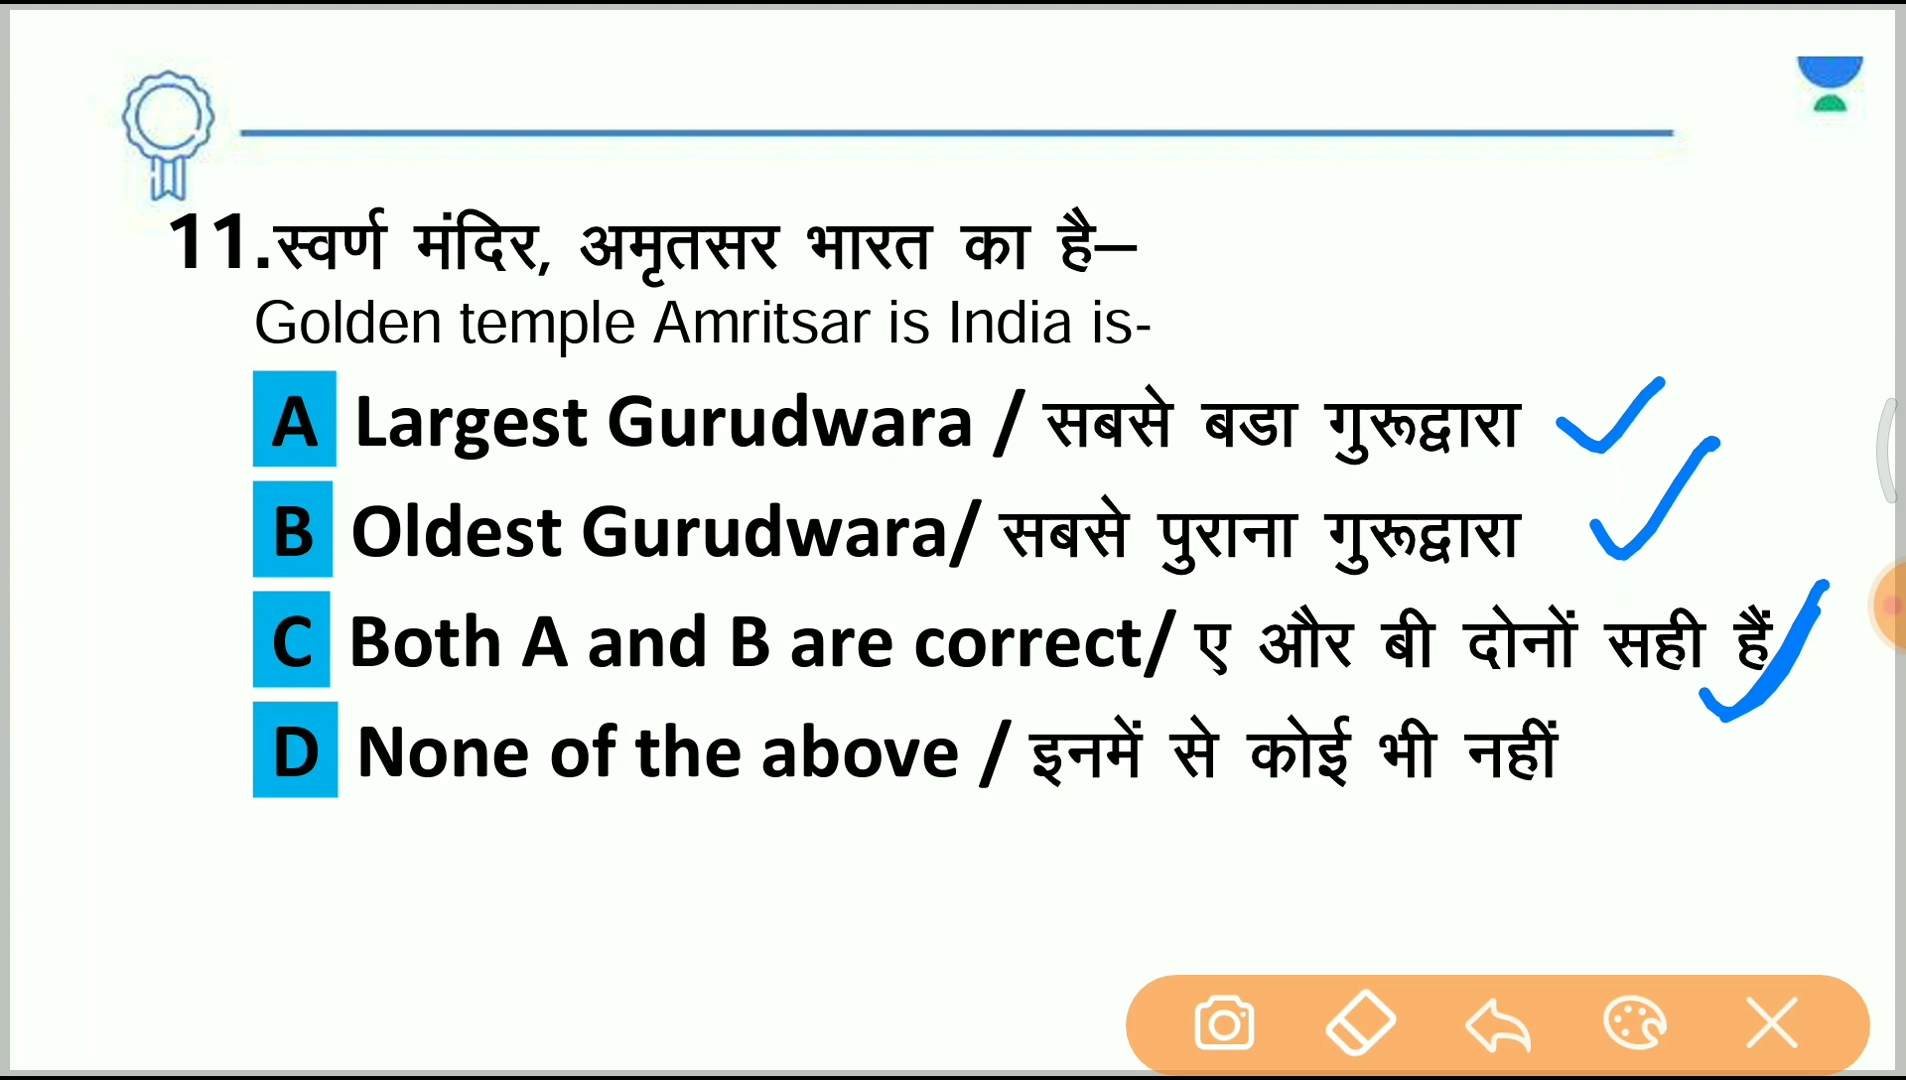 11.स्वर्ण मंदिर, अमृतसर भारत का है–
Golden temple Amritsar is India is-
A Largest Gurudwara / सबसे बडा गुरूद्वारा
B Oldest Gurudwara/ सबसे पुराना गुरूद्वारा
C Both A and B are correct/ ए और बी दोनों सही हैं
D None of the above / इनमें से कोई भी नहीं